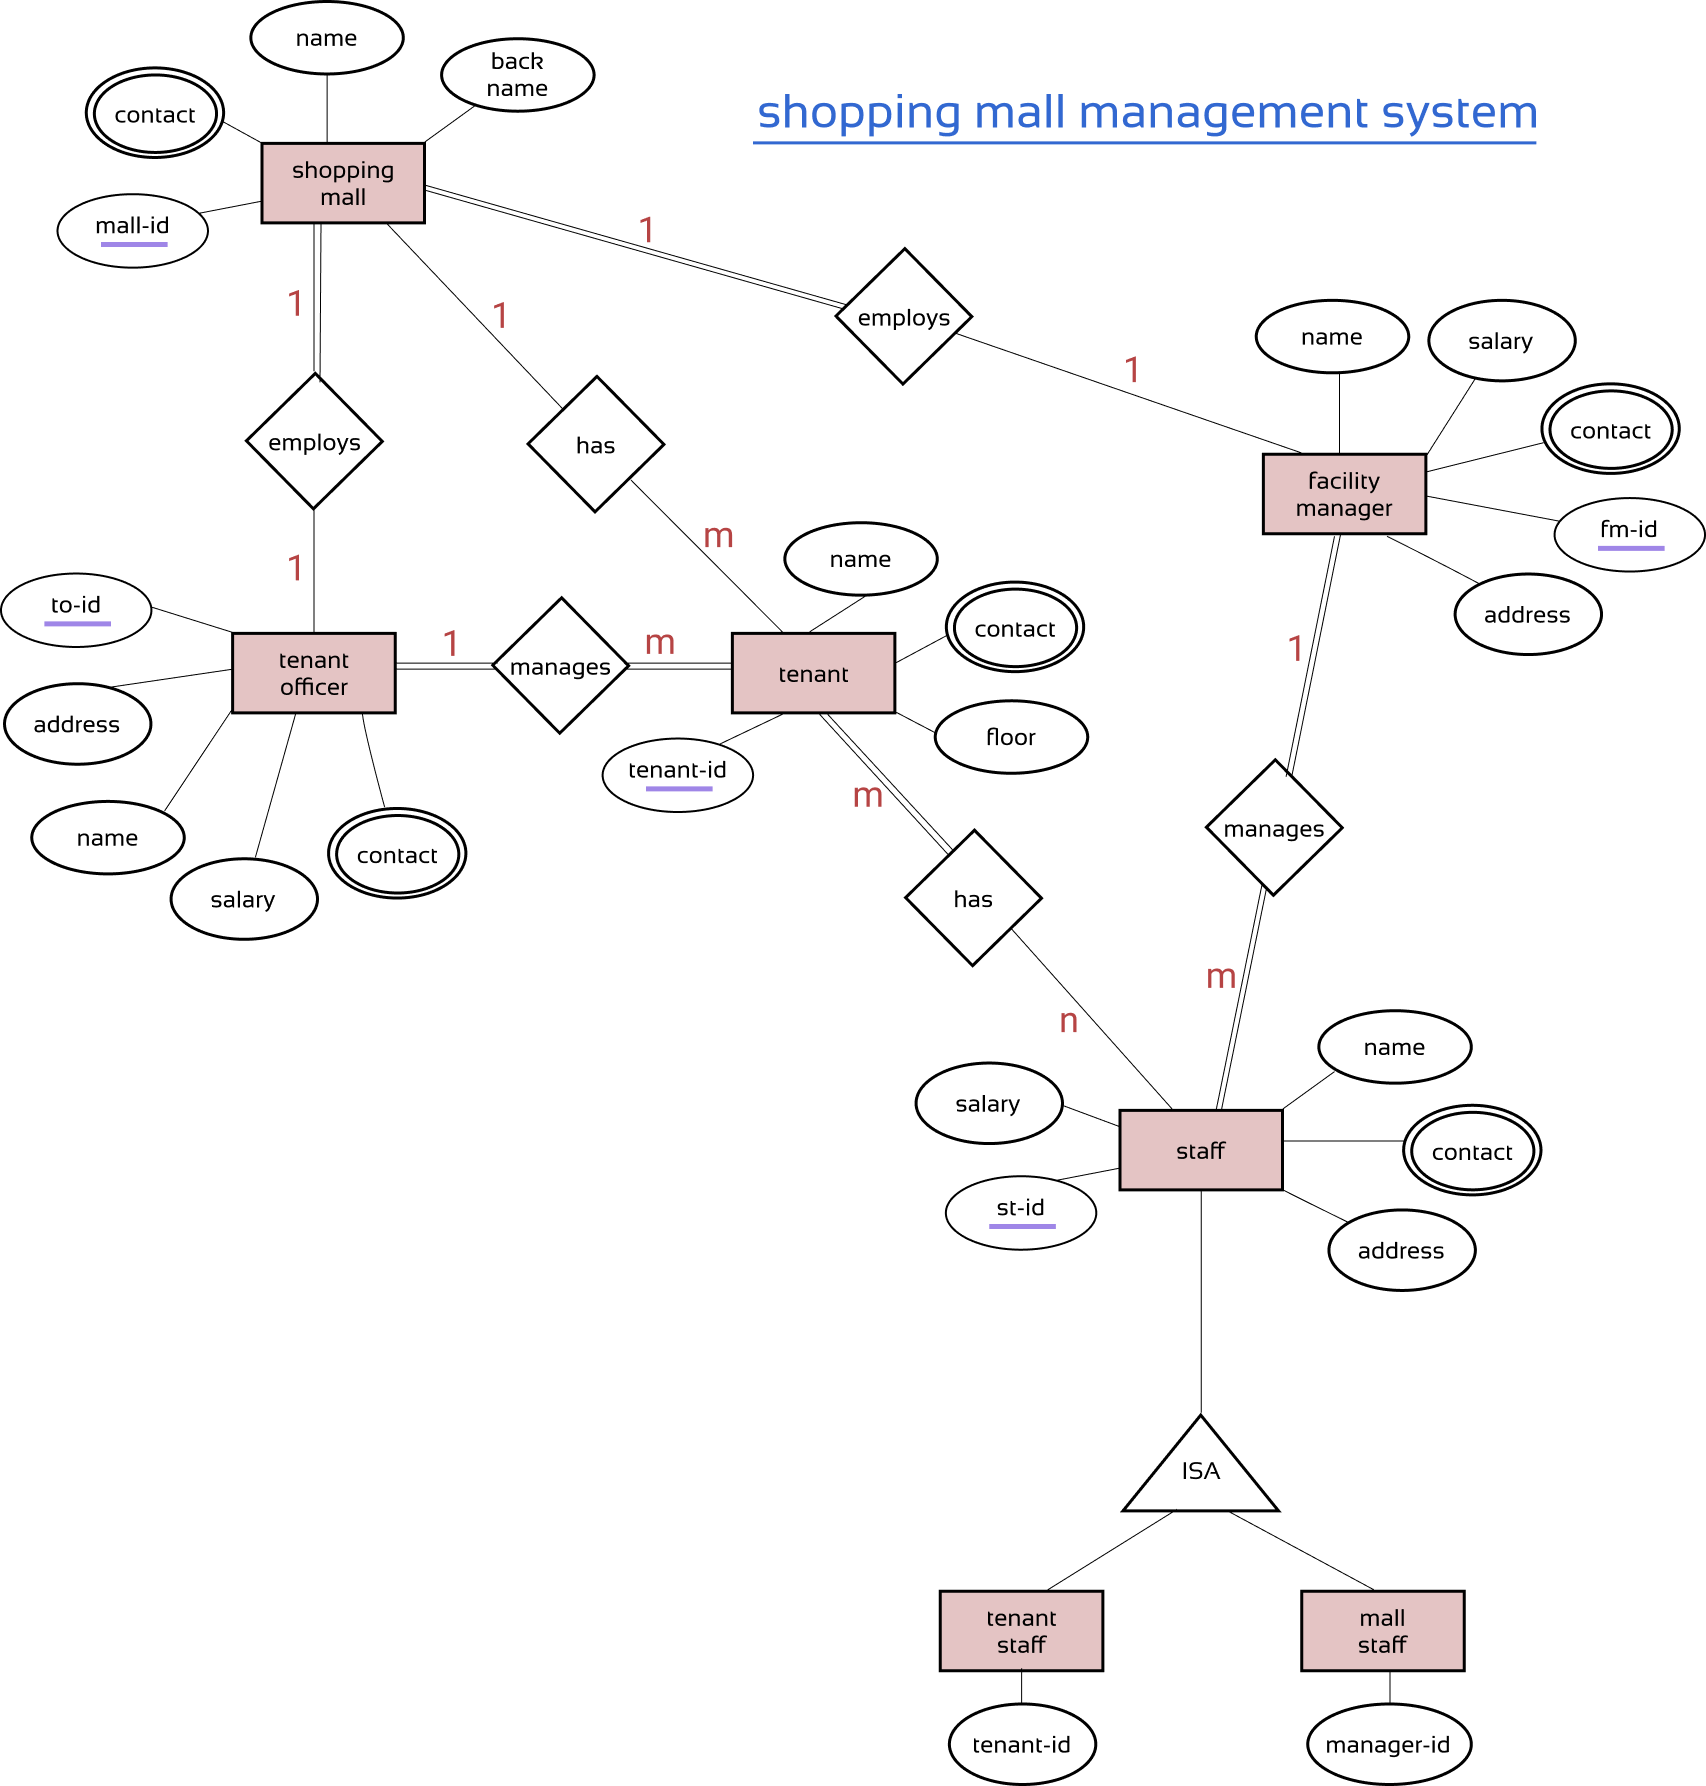 name
back
name
contact
shopping mall management system
shopping
mall
mall-id
1
1
1
employs
name
salary
1
employs
has
contact
facility
manager
fm-id
m
name
1
to-id
address
contact
1
m
1
tenant
officer
manages
tenant
address
floor
tenant-id
m
name
manages
contact
salary
has
m
n
name
salary
staff
contact
st-id
address
ISA
tenant
staff
mall
staff
tenant-id
manager-id